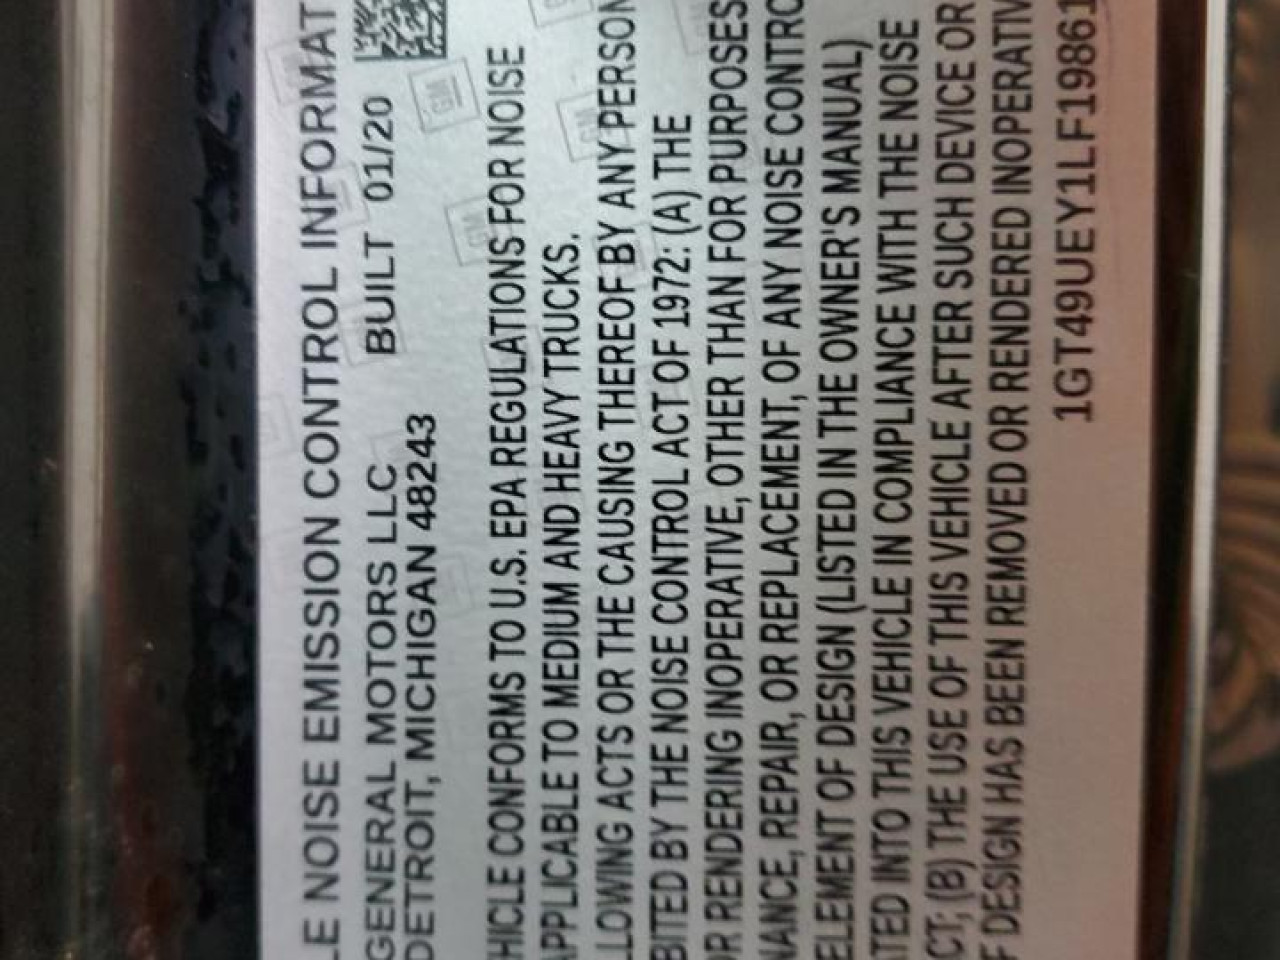 LE NOISE EMISSION CONTROL INFORMAT
GENERAL MOTORS LLC BUILT 01/20
DETROIT, MICHIGAN 48243
HICLE CONFORMS TO U.S. EPA REGULATIONS FOR NOISE
APPLICABLE TO MEDIUM AND HEAVY TRUCKS.
LLOWING ACTS OR THE CAUSING THEREOF BY ANY PERSON
BITED BY THE NOISE CONTROL ACT OF 1972: (A) THE
OR RENDERING INOPERATIVE, OTHER THAN FOR PURPOSES
NANCE, REPAIR, OR REPLACEMENT, OF ANY NOISE CONTRO
ELEMENT OF DESIGN (LISTED IN THE OWNER'S MANUAL)
ATED INTO THIS VEHICLE IN COMPLIANCE WITH THE NOISE
CT; (B) THE USE OF THIS VEHICLE AFTER SUCH DEVICE OR
F DESIGN HAS BEEN REMOVED OR RENDERED INOPERATIV
1GT49UEY1LF19861